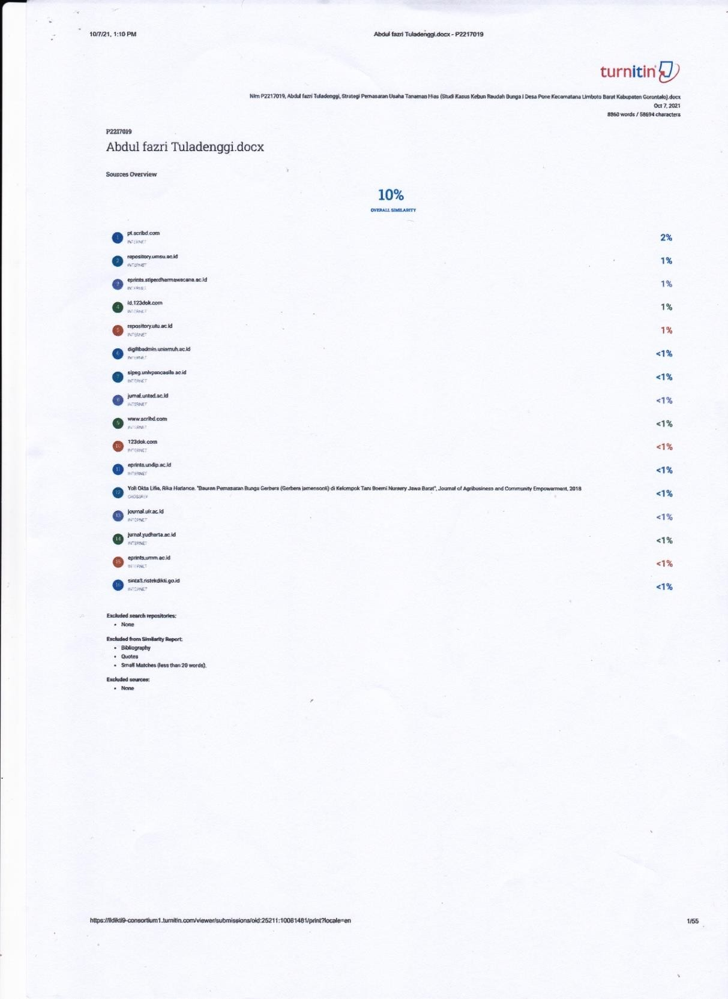 10/7/21, 1:10 PM
Abdul fazri Tuladenggi.docx - P2217019
turnitin
Nim P2217019, Abdul fazri Tuladenggi, Strategi Pemasaran Usaha Tanaman Hias (Studi Kasus Kebun Raudah Bunga I Desa Pone Kecamatana Limboto Barat Kabupaten Gorontalo).docx
Oct 7, 2021
8860 words / 58694 characters
P2217019
Abdul fazri Tuladenggi.docx
Sources Overview
10%
OVERALL SIMILARITY
1 pt.scribd.com 2%
INTERNET
2 repository.umsu.ac.id 1%
INTERNET
3 eprints.stiperdharmawacana.ac.id 1%
INTERNET
4 id.123dok.com 1%
INTERNET
5 repository.utu.ac.id 1%
INTERNET
6 digilibadmin.unismuh.ac.id <1%
INTERNET
7 sipeg.univpancasila.ac.id <1%
INTERNET
8 jurnal.untad.ac.id <1%
INTERNET
9 www.scribd.com <1%
INTERNET
10 123dok.com <1%
INTERNET
11 eprints.undip.ac.id <1%
INTERNET
12 Yofi Okta Lifia, Rika Harlance. "Bauran Pemasaran Bunga Gerbera (Gerbera jamensonii) di Kelompok Tani Boemi Nursery Jawa Barat", Journal of Agribusiness and Community Empowerment, 2018 <1%
CROSSREF
13 journal.uir.ac.id <1%
INTERNET
14 jurnal.yudharta.ac.id <1%
INTERNET
15 eprints.umm.ac.id <1%
INTERNET
16 sinta3.ristekdikti.go.id <1%
INTERNET
Excluded search repositories:
• None
Excluded from Similarity Report:
• Bibliography
• Quotes
• Small Matches (less than 20 words).
Excluded sources:
• None
https://lldikti9-consortium1.turnitin.com/viewer/submissions/oid:25211:10081481/print?locale=en
1/55